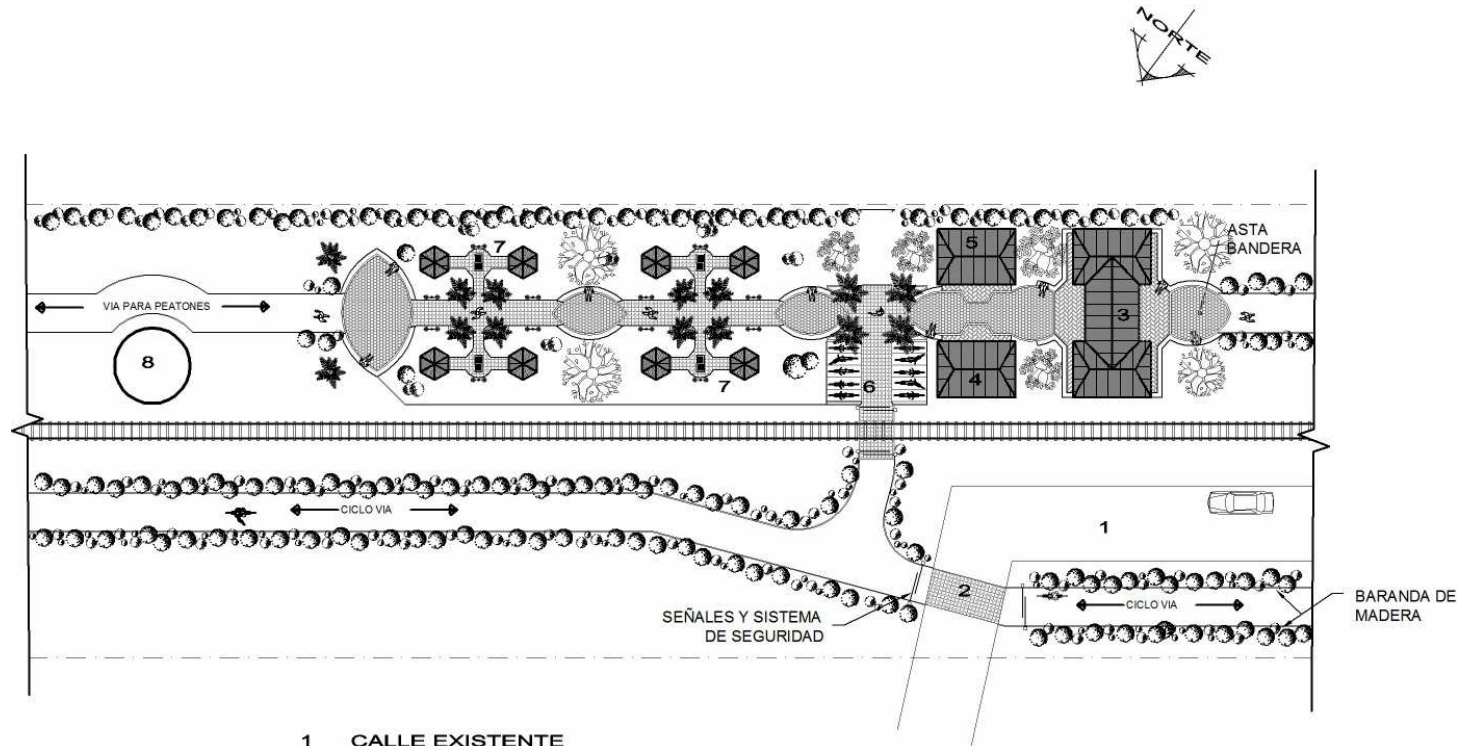 NORTE
ASTA
BANDERA
7
5
VIA PARA PEATONES
3
8
6
4
7
CICLO VIA
1
2
CICLO VIA
SEÑALES Y SISTEMA
DE SEGURIDAD
BARANDA DE
MADERA
1 CALLE EXISTENTE